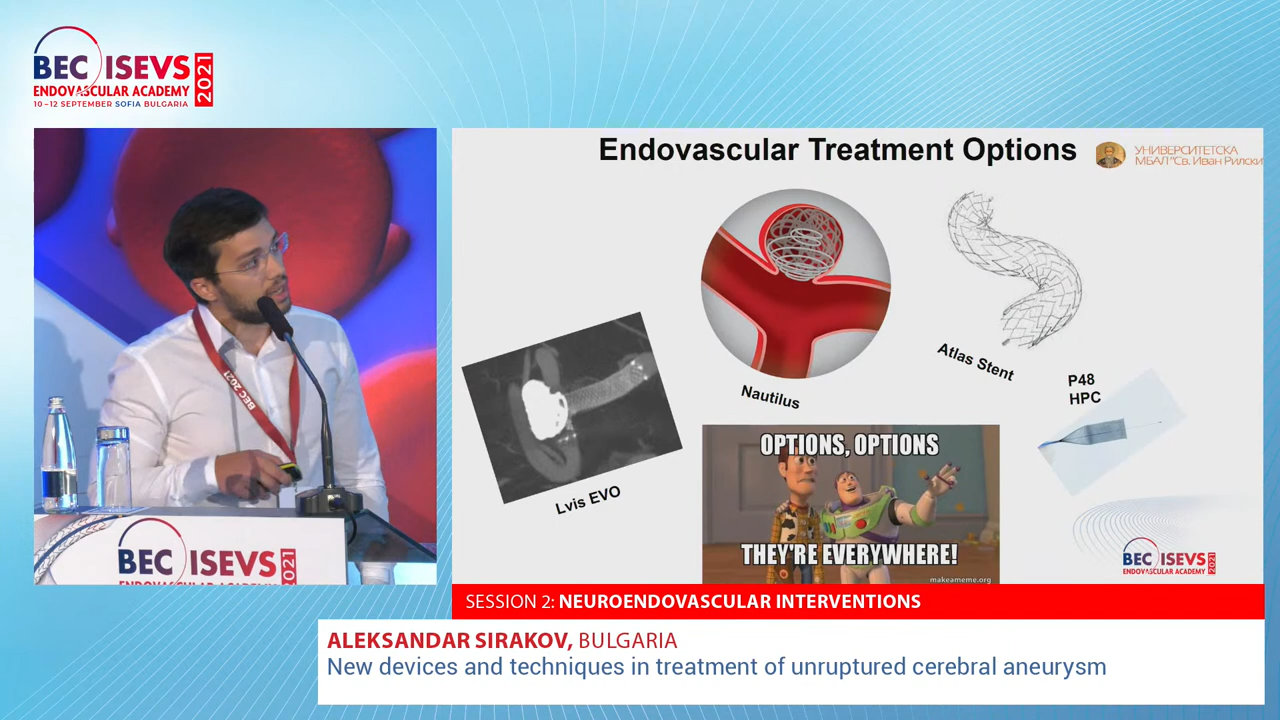 BEC ISEVS
ENDOVASCULAR ACADEMY
10–12 SEPTEMBER SOFIA BULGARIA
2021
BEC 2021
BEC ISEVS
ENDOVASCULAR ACADEMY
2021
Endovascular Treatment Options
УНИВЕРСИТЕТСКА
МБАЛ "Св. Иван Рилски
Nautilus
Atlas Stent
P48
HPC
Lvis EVO
OPTIONS, OPTIONS
THEY'RE EVERYWHERE!
makeameme.org
BEC ISEVS
ENDOVASCULAR ACADEMY
2021
SESSION 2: NEUROENDOVASCULAR INTERVENTIONS
ALEKSANDAR SIRAKOV, BULGARIA
New devices and techniques in treatment of unruptured cerebral aneurysm